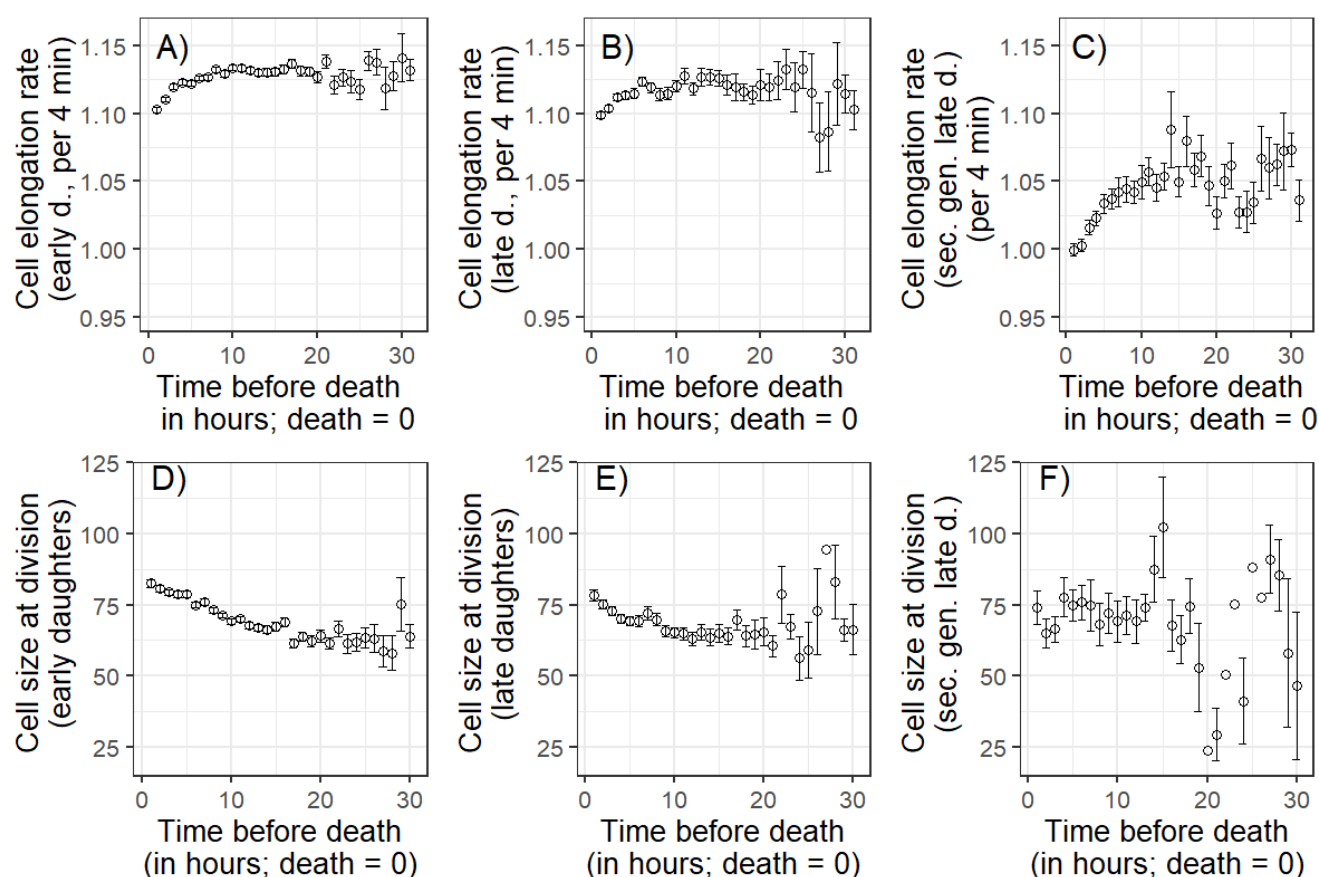 A)
Cell elongation rate
(early d., per 4 min)
1.15
1.10
1.05
1.00
0.95
0
10
20
30
Time before death
in hours; death = 0
B)
Cell elongation rate
(late d., per 4 min)
1.15
1.10
1.05
1.00
0.95
0
10
20
30
Time before death
in hours; death = 0
C)
Cell elongation rate
(sec. gen. late d.)
(per 4 min)
1.15
1.10
1.05
1.00
0.95
0
10
20
30
Time before death
in hours; death = 0
D)
Cell size at division
(early daughters)
125
100
75
50
25
0
10
20
30
Time before death
(in hours; death = 0)
E)
Cell size at division
(late daughters)
125
100
75
50
25
0
10
20
30
Time before death
(in hours; death = 0)
F)
Cell size at division
(sec. gen. late d.)
125
100
75
50
25
0
10
20
30
Time before death
(in hours; death = 0)